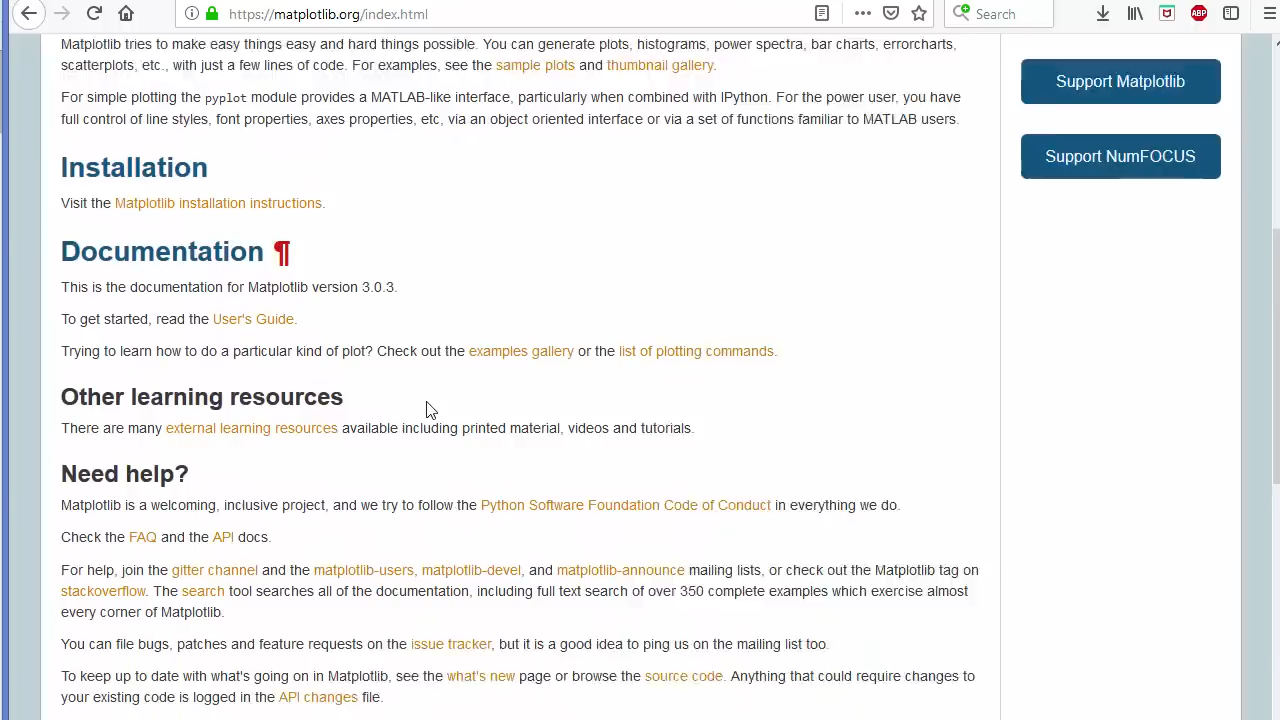 https://matplotlib.org/index.html
Search
Matplotlib tries to make easy things easy and hard things possible. You can generate plots, histograms, power spectra, bar charts, errorcharts,
scatterplots, etc., with just a few lines of code. For examples, see the sample plots and thumbnail gallery.
For simple plotting the pyplot module provides a MATLAB-like interface, particularly when combined with IPython. For the power user, you have
full control of line styles, font properties, axes properties, etc, via an object oriented interface or via a set of functions familiar to MATLAB users.
Installation
Visit the Matplotlib installation instructions.
Documentation ¶
This is the documentation for Matplotlib version 3.0.3.
To get started, read the User's Guide.
Trying to learn how to do a particular kind of plot? Check out the examples gallery or the list of plotting commands.
Other learning resources
There are many external learning resources available including printed material, videos and tutorials.
Need help?
Matplotlib is a welcoming, inclusive project, and we try to follow the Python Software Foundation Code of Conduct in everything we do.
Check the FAQ and the API docs.
For help, join the gitter channel and the matplotlib-users, matplotlib-devel, and matplotlib-announce mailing lists, or check out the Matplotlib tag on
stackoverflow. The search tool searches all of the documentation, including full text search of over 350 complete examples which exercise almost
every corner of Matplotlib.
You can file bugs, patches and feature requests on the issue tracker, but it is a good idea to ping us on the mailing list too.
To keep up to date with what's going on in Matplotlib, see the what's new page or browse the source code. Anything that could require changes to
your existing code is logged in the API changes file.
Support Matplotlib
Support NumFOCUS
ABP